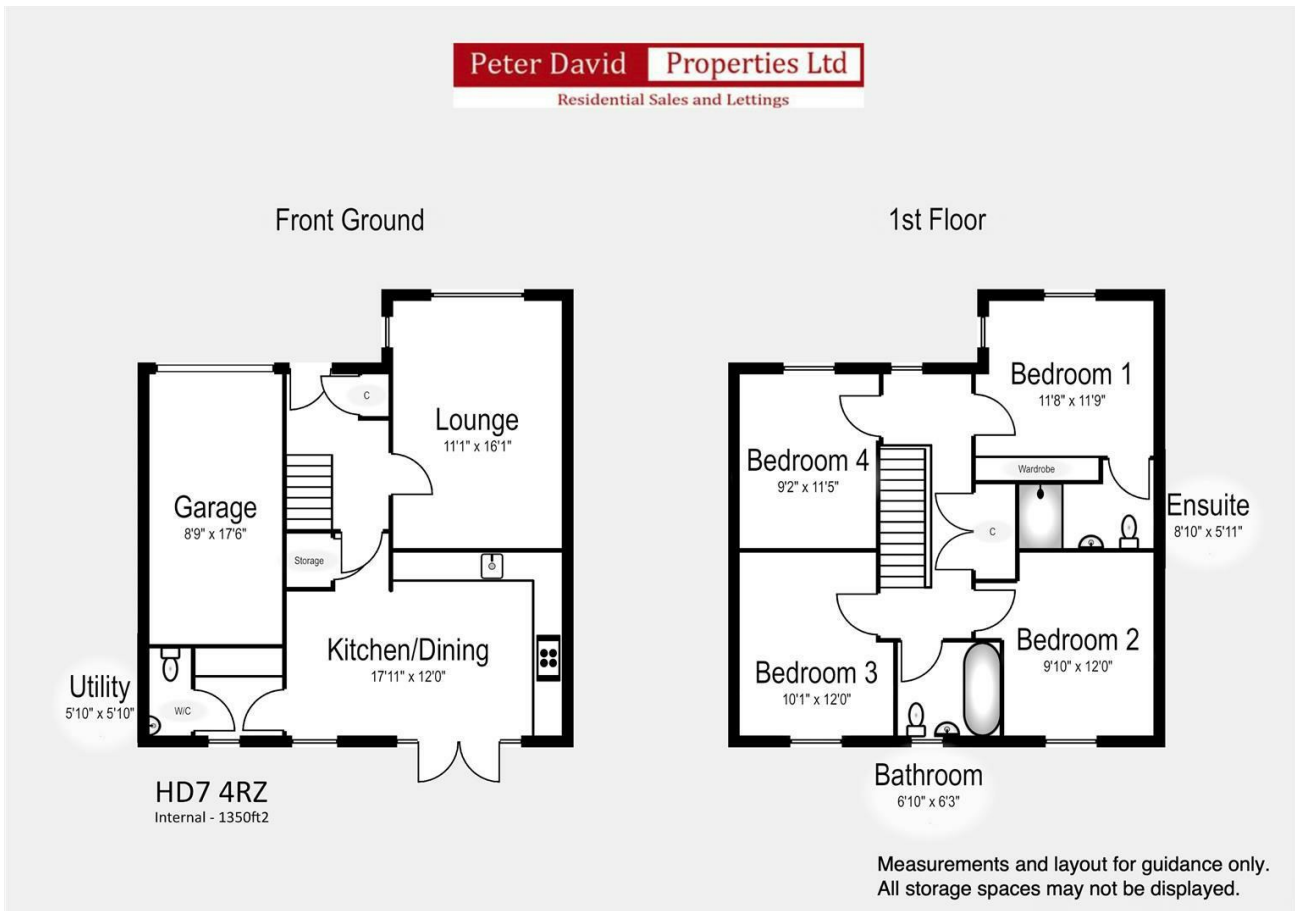 Peter David Properties Ltd
Residential Sales and Lettings
Front Ground
C
Lounge
11'1" x 16'1"
Garage
8'9" x 17'6"
Storage
Kitchen/Dining
17'11" x 12'0"
Utility
5'10" x 5'10"
W/C
HD7 4RZ
Internal - 1350ft2
1st Floor
Bedroom 1
11'8" x 11'9"
Bedroom 4
9'2" x 11'5"
Wardrobe
Ensuite
8'10" x 5'11"
C
Bedroom 2
9'10" x 12'0"
Bedroom 3
10'1" x 12'0"
Bathroom
6'10" x 6'3"
Measurements and layout for guidance only.
All storage spaces may not be displayed.